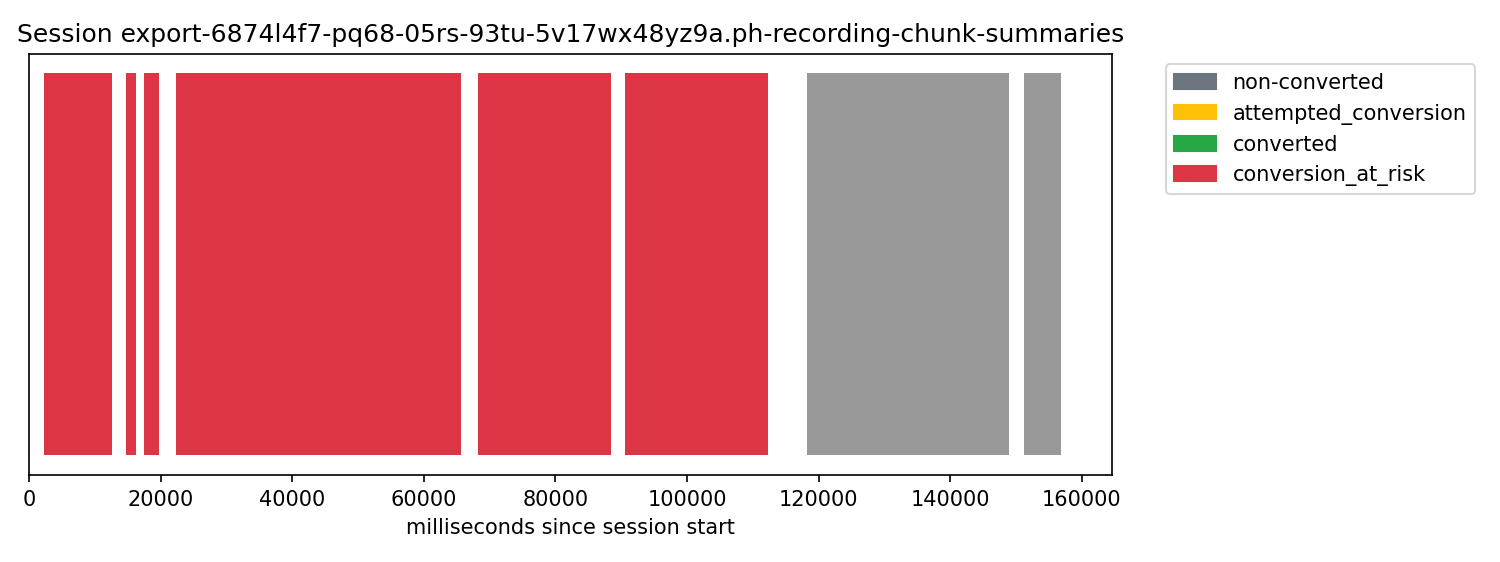 Session export-6874l4f7-pq68-05rs-93tu-5v17wx48yz9a.ph-recording-chunk-summaries
non-converted
attempted_conversion
converted
conversion_at_risk
0 20000 40000 60000 80000 100000 120000 140000 160000
milliseconds since session start